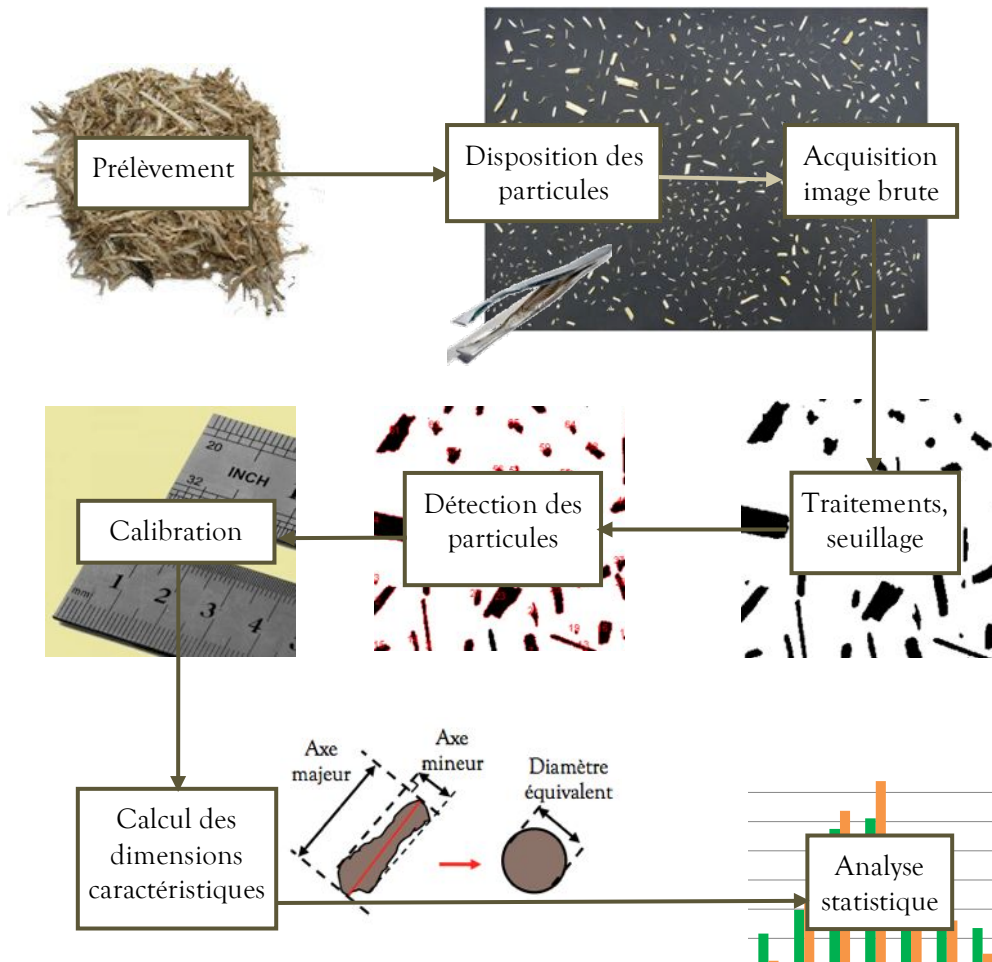 Prélèvement
Disposition des
particules
Acquisition
image brute
Traitements,
seuillage
Détection des
particules
Calibration
20
INCH
32
1
mm
1
2
3
4
Calcul des
dimensions
caractéristiques
Axe
majeur
Axe
mineur
Diamètre
équivalent
Analyse
statistique